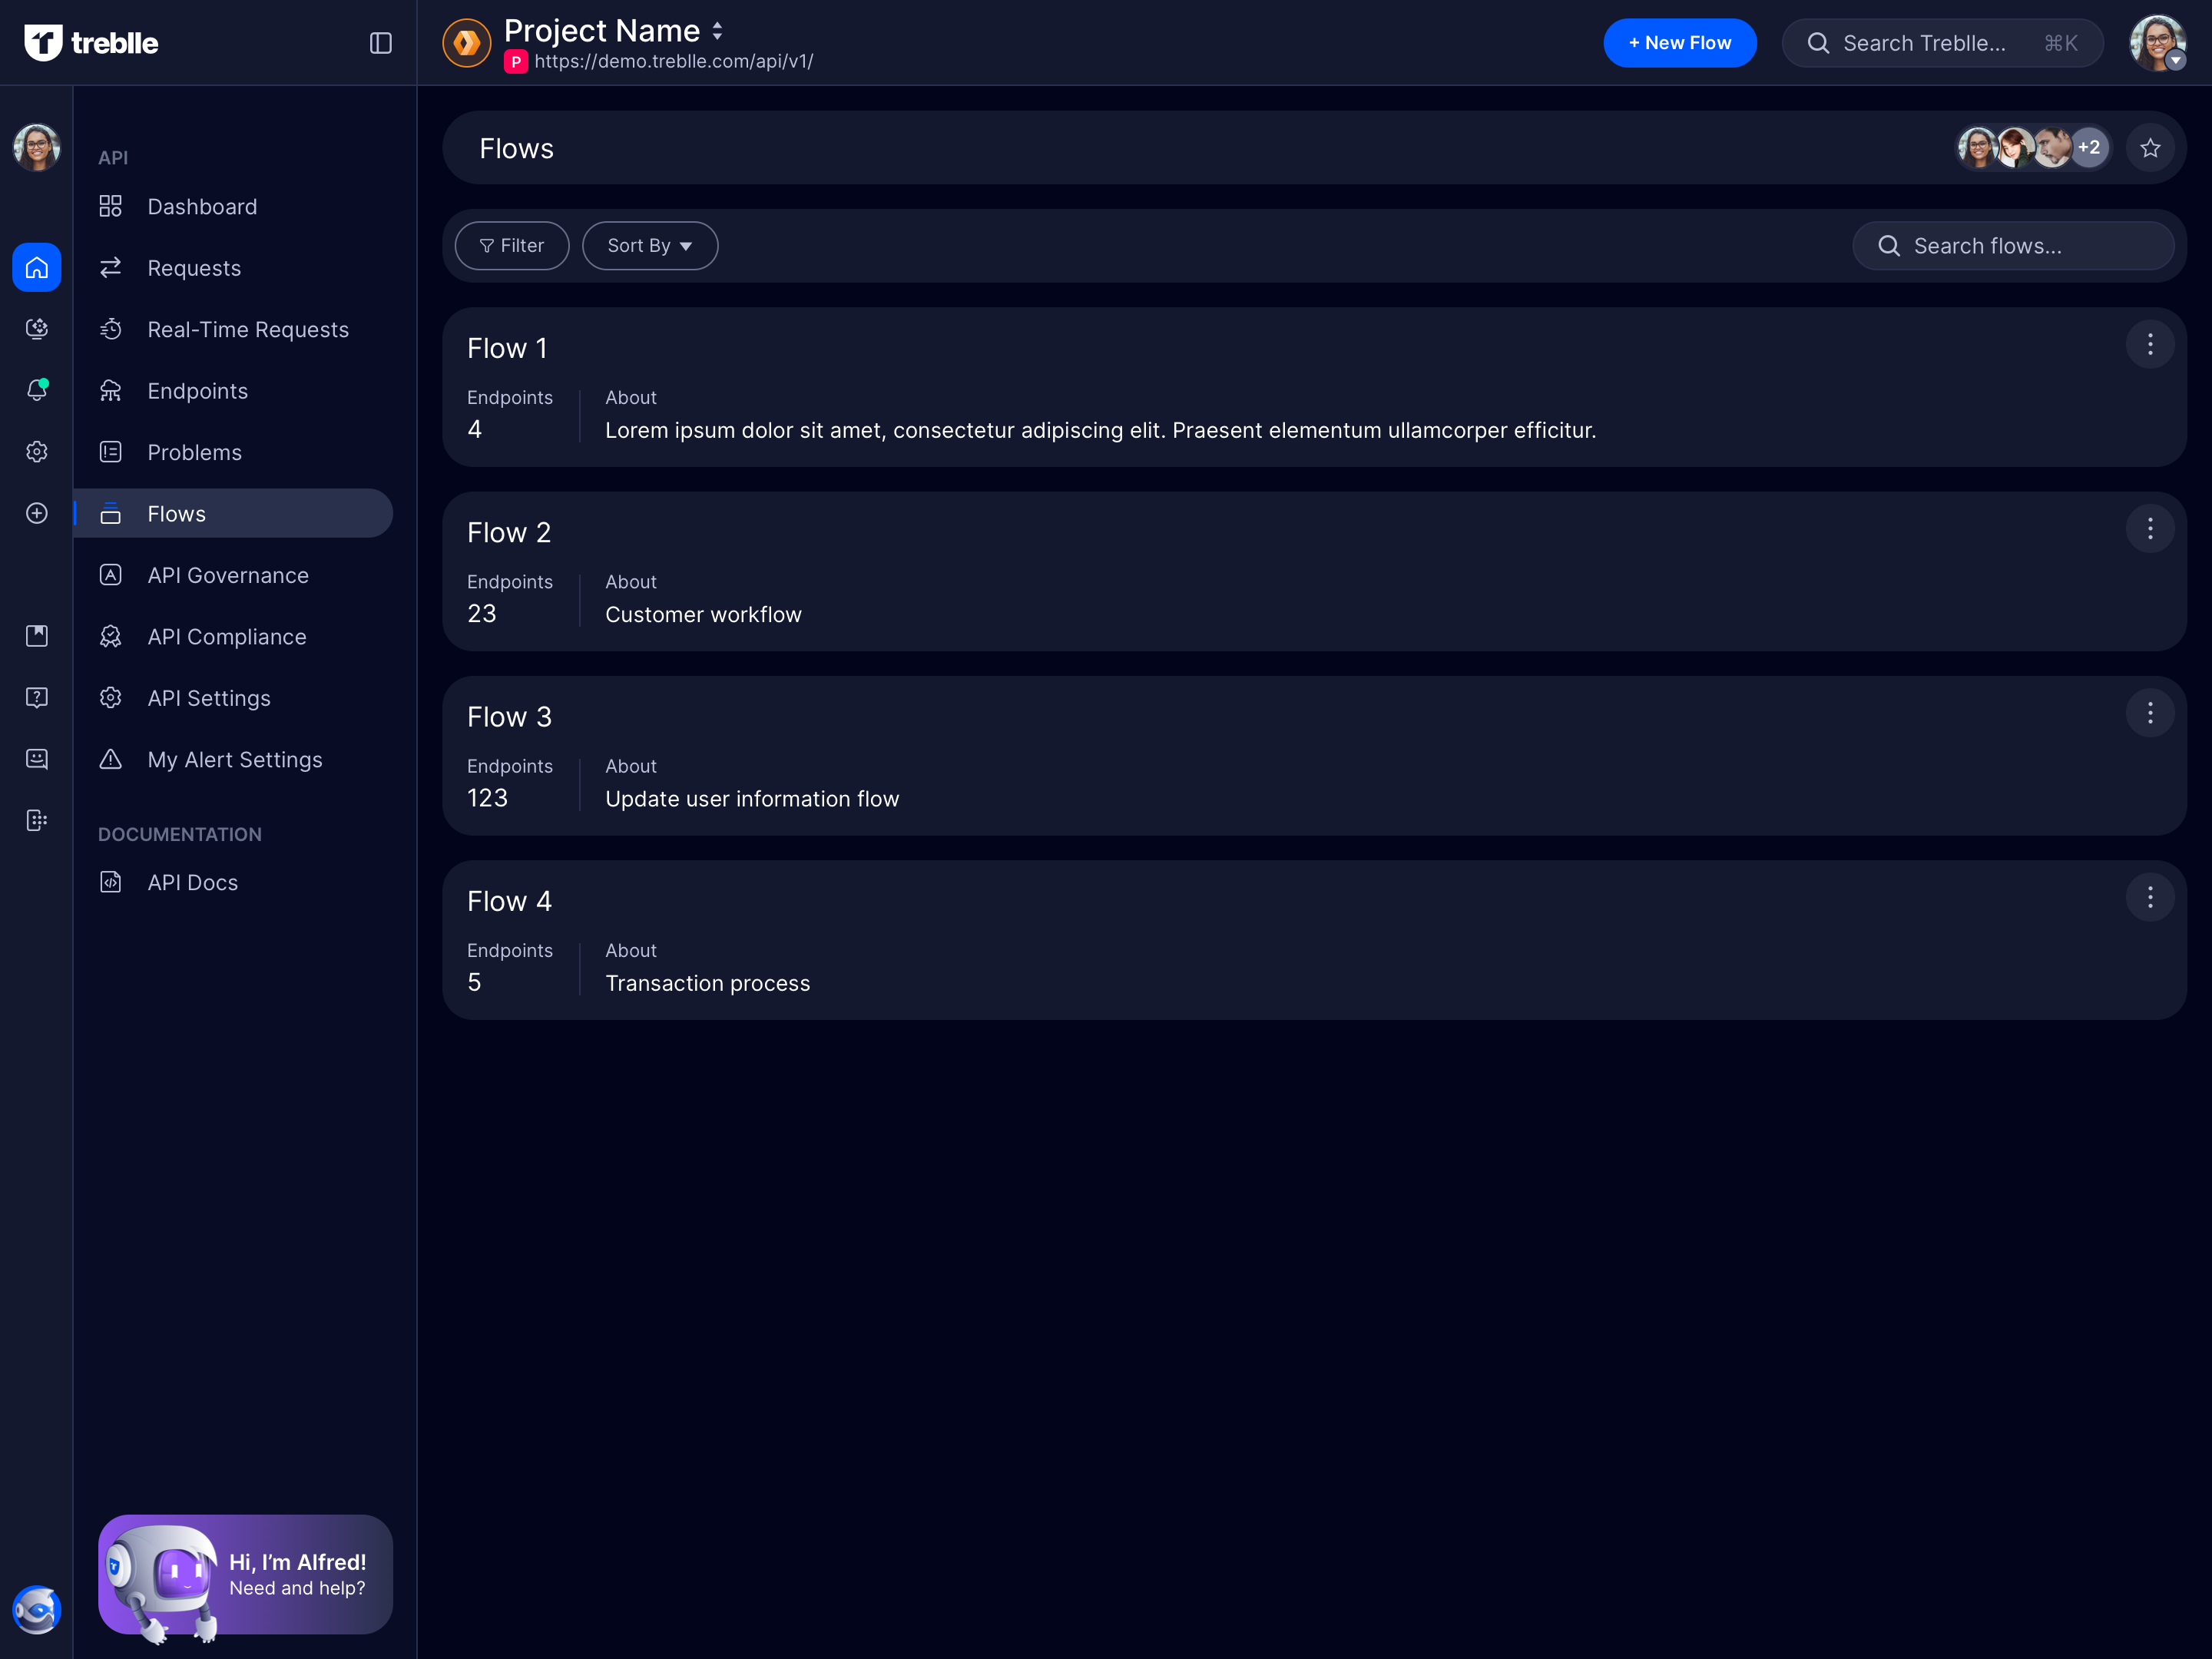 treblle
Project Name
P https://demo.treblle.com/api/v1/
+ New Flow
Search Treblle... ⌘K
API
Dashboard
Requests
Real-Time Requests
Endpoints
Problems
Flows
API Governance
API Compliance
API Settings
My Alert Settings
DOCUMENTATION
API Docs
Hi, I’m Alfred!
Need and help?
Flows
+2
Filter
Sort By
Search flows...
Flow 1
Endpoints
4
About
Lorem ipsum dolor sit amet, consectetur adipiscing elit. Praesent elementum ullamcorper efficitur.
Flow 2
Endpoints
23
About
Customer workflow
Flow 3
Endpoints
123
About
Update user information flow
Flow 4
Endpoints
5
About
Transaction process